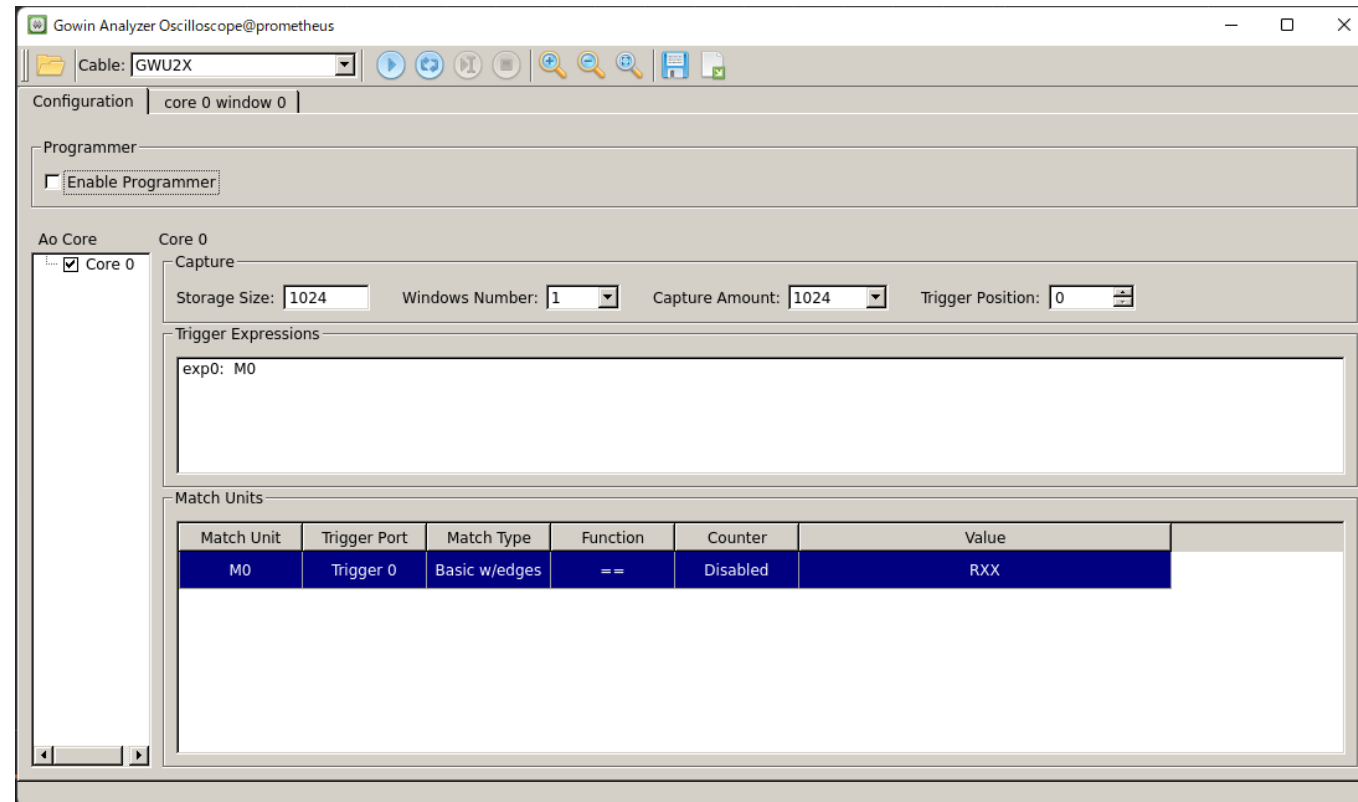 Gowin Analyzer Oscilloscope@prometheus
Cable: GWU2X
Configuration core 0 window 0
Programmer
Enable Programmer
Ao Core Core 0
Core 0
Capture
Storage Size: 1024 Windows Number: 1 Capture Amount: 1024 Trigger Position: 0
Trigger Expressions
exp0: M0
Match Units
Match Unit Trigger Port Match Type Function Counter Value
M0 Trigger 0 Basic w/edges == Disabled RXX